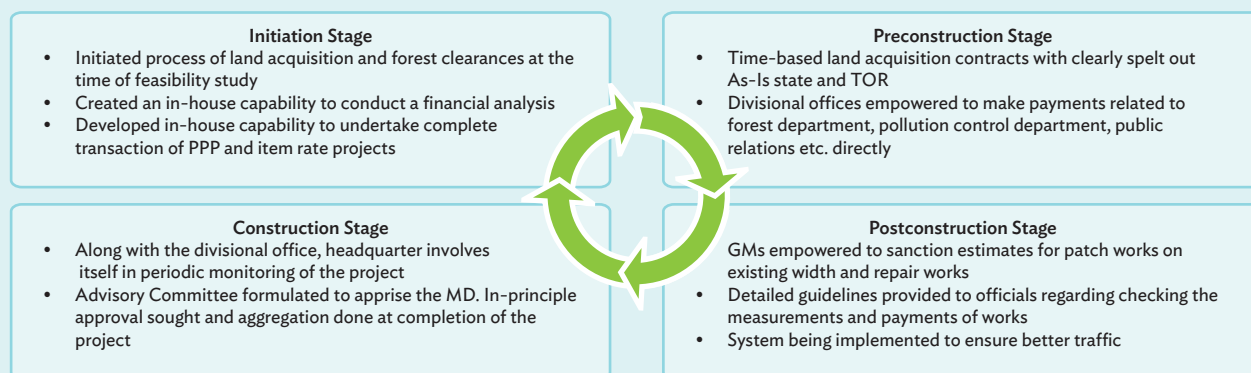 Initiation Stage
• Initiated process of land acquisition and forest clearances at the
time of feasibility study
• Created an in-house capability to conduct a financial analysis
• Developed in-house capability to undertake complete
transaction of PPP and item rate projects
Preconstruction Stage
• Time-based land acquisition contracts with clearly spelt out
As-Is state and TOR
• Divisional offices empowered to make payments related to
forest department, pollution control department, public
relations etc. directly
Construction Stage
• Along with the divisional office, headquarter involves
itself in periodic monitoring of the project
• Advisory Committee formulated to apprise the MD. In-principle
approval sought and aggregation done at completion of the
project
Postconstruction Stage
GMs empowered to sanction estimates for patch works on
existing width and repair works
• Detailed guidelines provided to officials regarding checking the
measurements and payments of works
• System being implemented to ensure better traffic